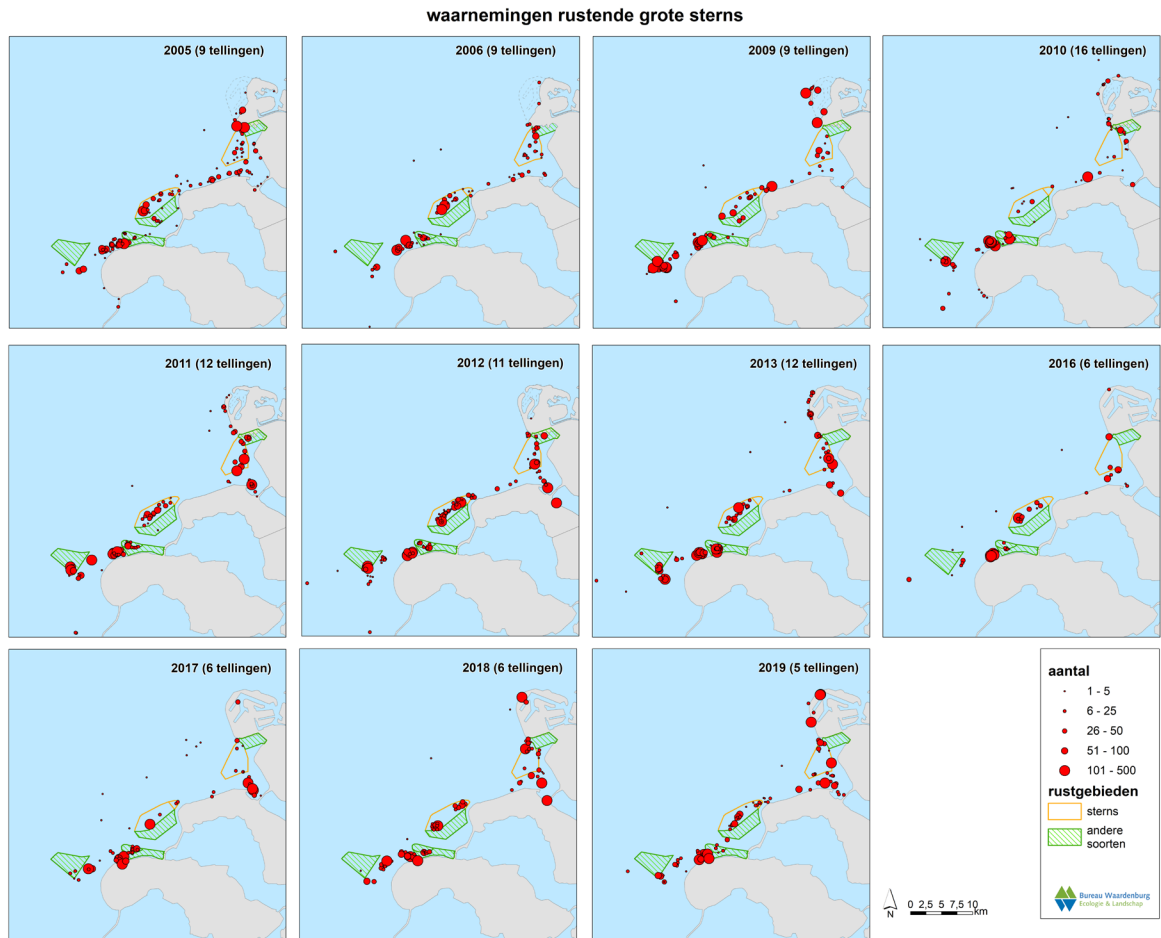 waarnemingen rustende grote sterns
2005 (9 tellingen)
2006 (9 tellingen)
2009 (9 tellingen)
2010 (16 tellingen)
2011 (12 tellingen)
2012 (11 tellingen)
2013 (12 tellingen)
2016 (6 tellingen)
2017 (6 tellingen)
2018 (6 tellingen)
2019 (5 tellingen)
aantal
1 - 5
6 - 25
26 - 50
51 - 100
101 - 500
rustgebieden
sterns
andere
soorten
Bureau Waardenburg
Ecologie & Landschap
N
0 2,5 5 7,5 10
km